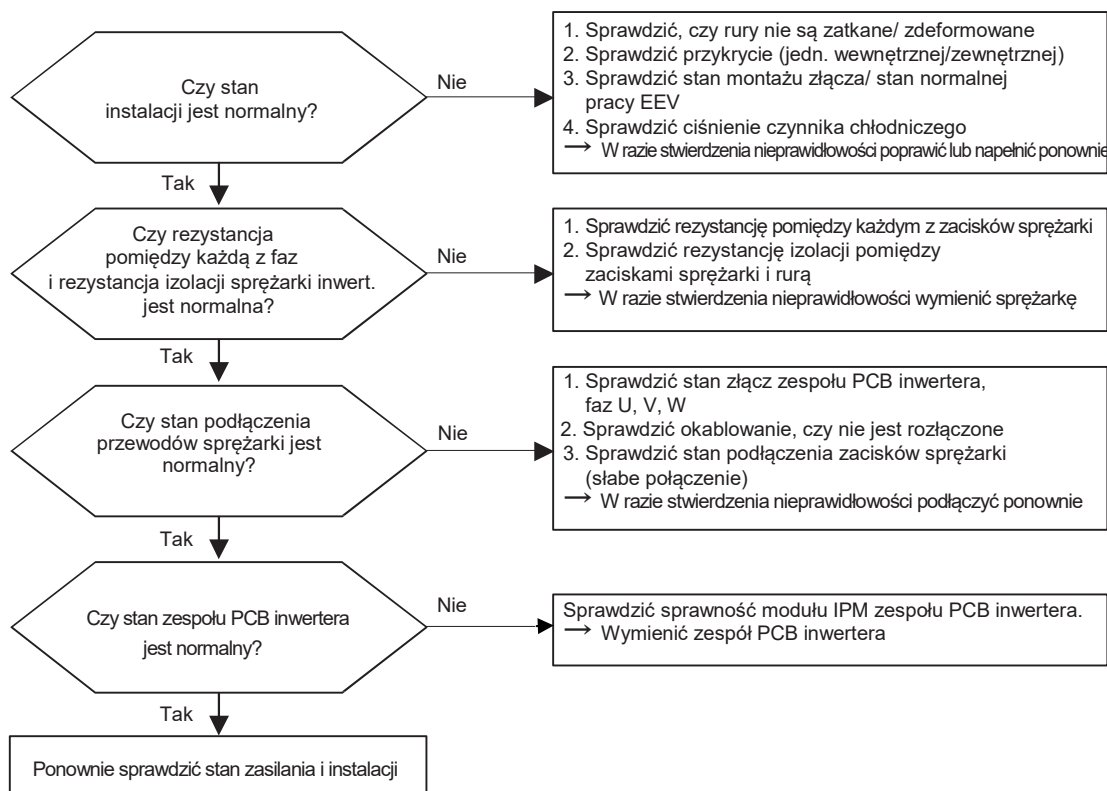 Czy stan
instalacji jest normalny?
Nie
1. Sprawdzić, czy rury nie są zatkane/ zdeformowane
2. Sprawdzić przykrycie (jedn. wewnętrznej/zewnętrznej)
3. Sprawdzić stan montażu złącza/ stan normalnej
pracy EEV
4. Sprawdzić ciśnienie czynnika chłodniczego
→ W razie stwierdzenia nieprawidłowości poprawić lub napełnić ponownie
Tak
Czy rezystancja
pomiędzy każdą z faz
i rezystancja izolacji sprężarki inwert.
jest normalna?
Nie
1. Sprawdzić rezystancję pomiędzy każdym z zacisków sprężarki
2. Sprawdzić rezystancję izolacji pomiędzy
zaciskami sprężarki i rurą
→ W razie stwierdzenia nieprawidłowości wymienić sprężarkę
Tak
Czy stan podłączenia
przewodów sprężarki jest
normalny?
Nie
1. Sprawdzić stan złącz zespołu PCB inwertera,
faz U, V, W
2. Sprawdzić okablowanie, czy nie jest rozłączone
3. Sprawdzić stan podłączenia zacisków sprężarki
(słabe połączenie)
→ W razie stwierdzenia nieprawidłowości podłączyć ponownie
Tak
Czy stan zespołu PCB inwertera
jest normalny?
Nie
Sprawdzić sprawność modułu IPM zespołu PCB inwertera.
→ Wymienić zespół PCB inwertera
Tak
Ponownie sprawdzić stan zasilania i instalacji